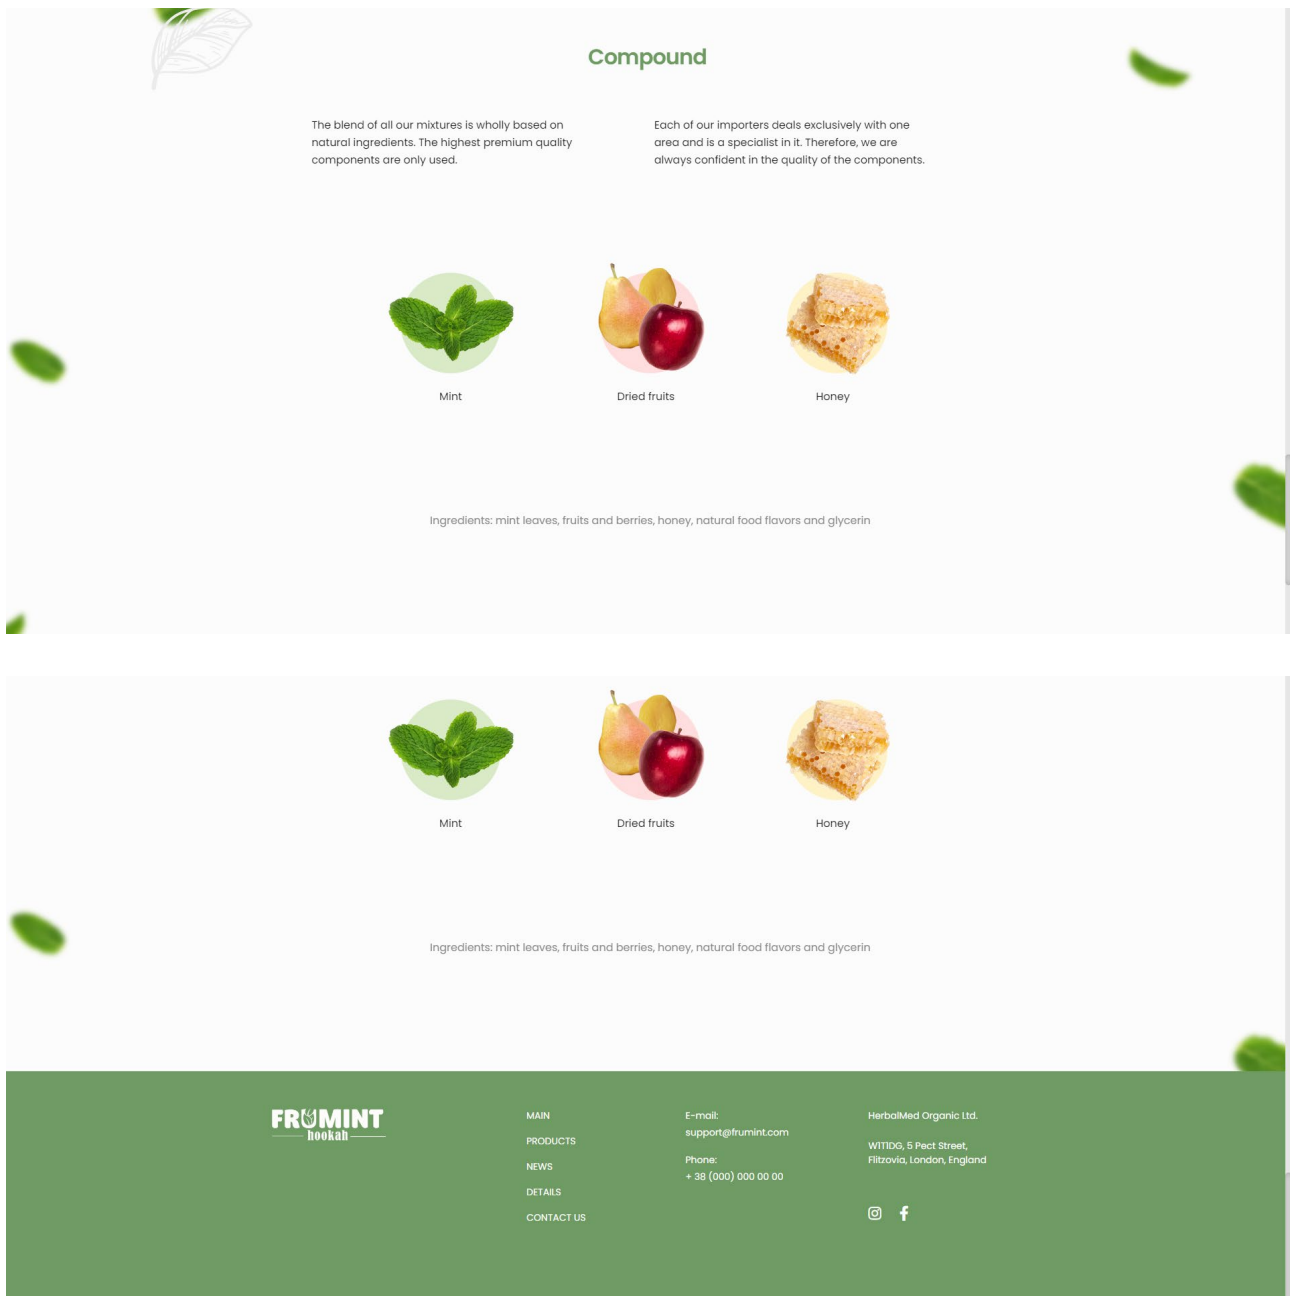 Compound
The blend of all our mixtures is wholly based on
natural ingredients. The highest premium quality
components are only used.
Each of our importers deals exclusively with one
area and is a specialist in it. Therefore, we are
always confident in the quality of the components.
Mint
Dried fruits
Honey
Ingredients: mint leaves, fruits and berries, honey, natural food flavors and glycerin
Mint
Dried fruits
Honey
Ingredients: mint leaves, fruits and berries, honey, natural food flavors and glycerin
FRUMINT
hookah
MAIN
PRODUCTS
NEWS
DETAILS
CONTACT US
E-mail:
support@frumint.com
Phone:
+ 38 (000) 000 00 00
HerbalMed Organic Ltd.
W1T1DG, 5 Pect Street,
Flitzovia, London, England